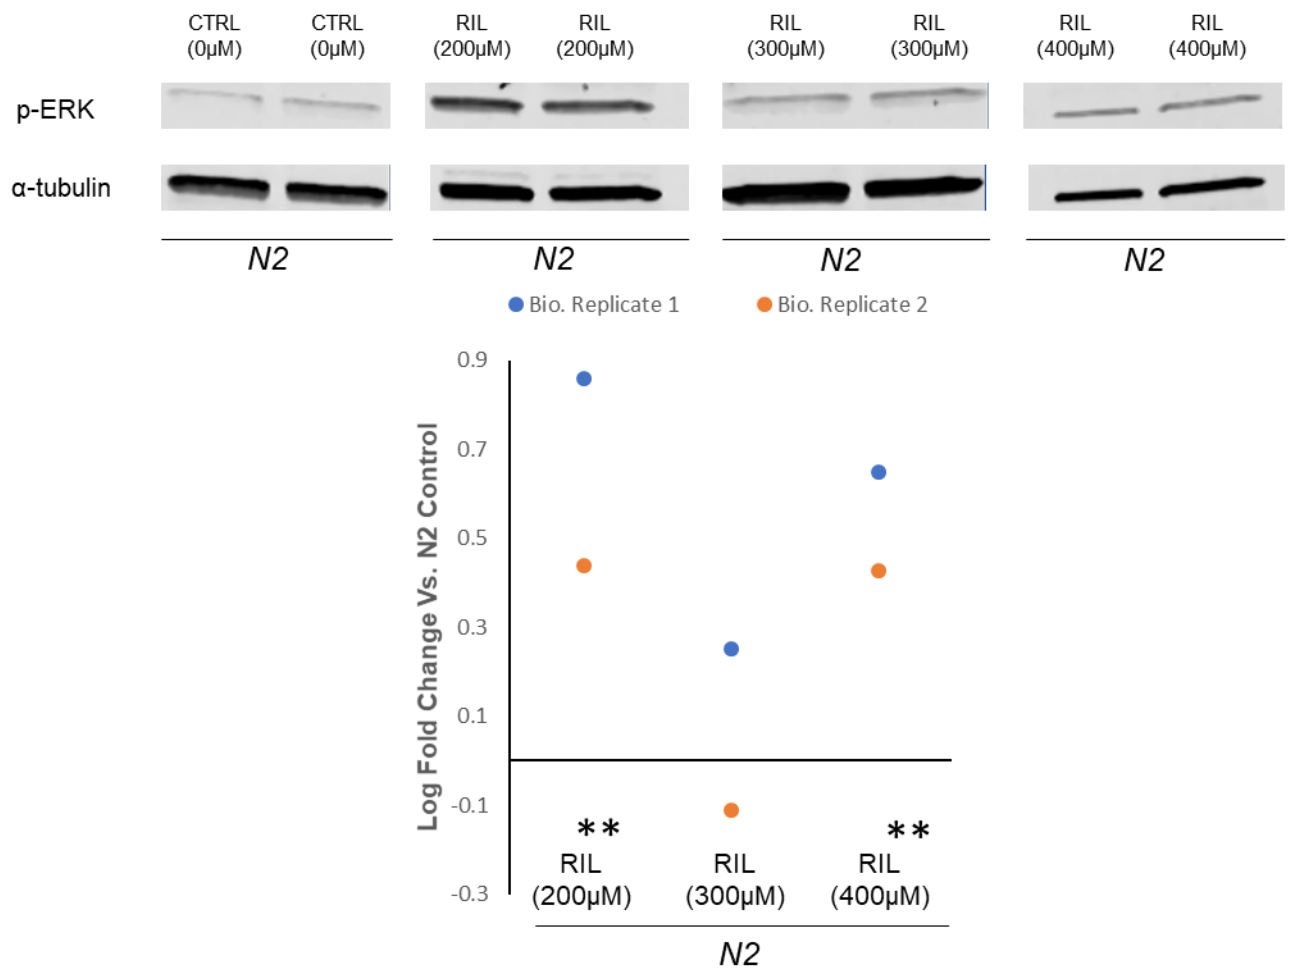 CTRL CTRL RIL RIL RIL RIL RIL RIL
(0µM) (0µM) (200µM) (200µM) (300µM) (300µM) (400µM) (400µM)
p-ERK
α-tubulin
N2 N2 N2 N2
Bio. Replicate 1 Bio. Replicate 2
Log Fold Change Vs. N2 Control
0.9
0.7
0.5
0.3
0.1
-0.1
-0.3
** **
RIL RIL RIL
(200µM) (300µM) (400µM)
N2